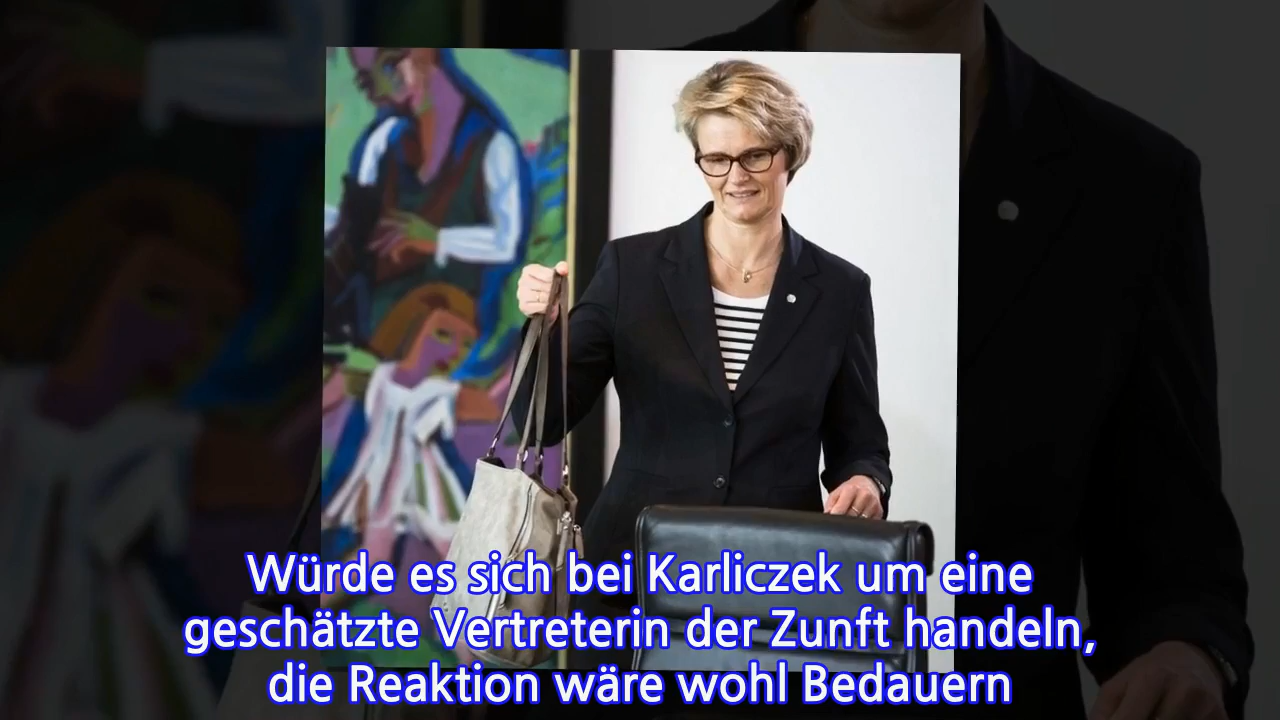 Würde es sich bei Karliczek um eine
geschätzte Vertreterin der Zunft handeln,
die Reaktion wäre wohl Bedauern